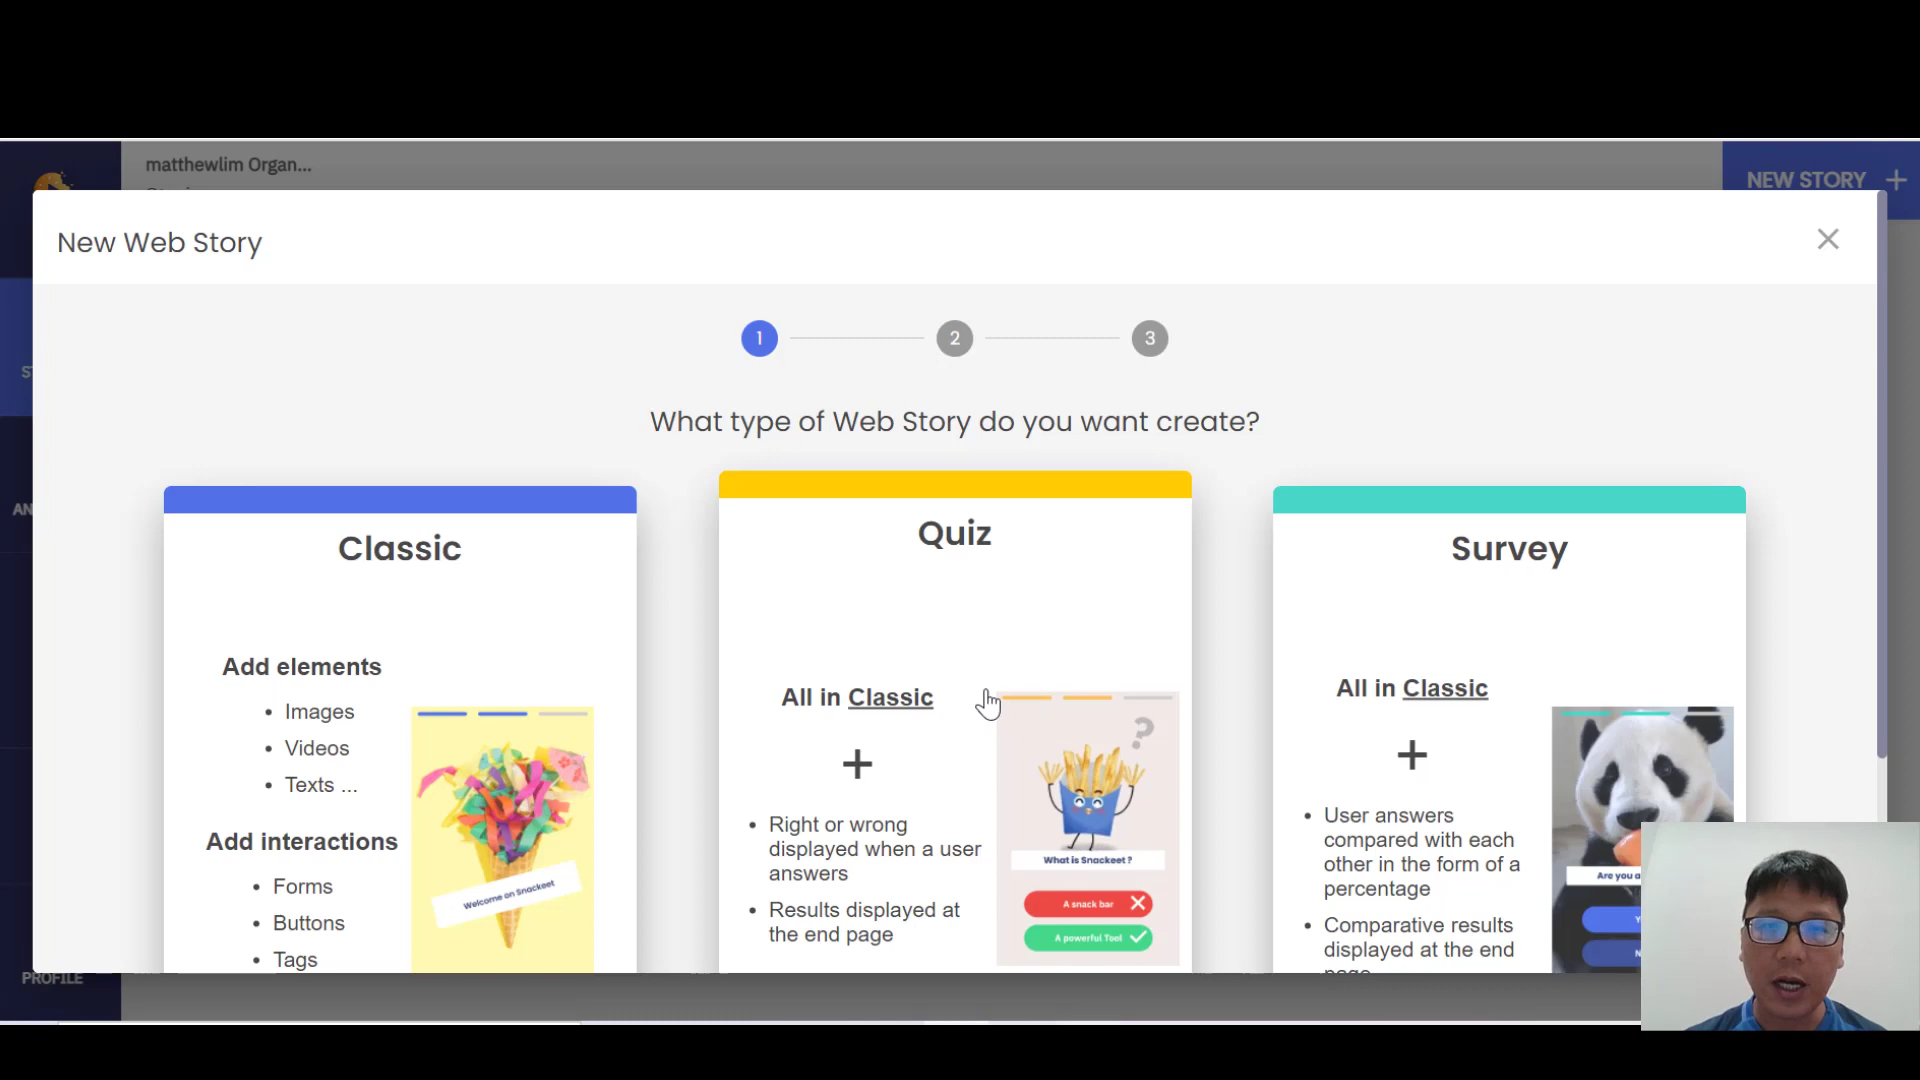 matthewlim Organ...
NEW STORY +
New Web Story
1
2
3
What type of Web Story do you want create?
Classic
Add elements
• Images
• Videos
• Texts ...
Add interactions
• Forms
• Buttons
• Tags
Welcome on Snackeet
Quiz
All in Classic
+
• Right or wrong
displayed when a user
answers
• Results displayed at
the end page
?
What is Snackeet ?
A snack bar
A powerful Tool
Survey
All in Classic
+
• User answers
compared with each
other in the form of a
percentage
• Comparative results
displayed at the end
Are you a
PROFILE